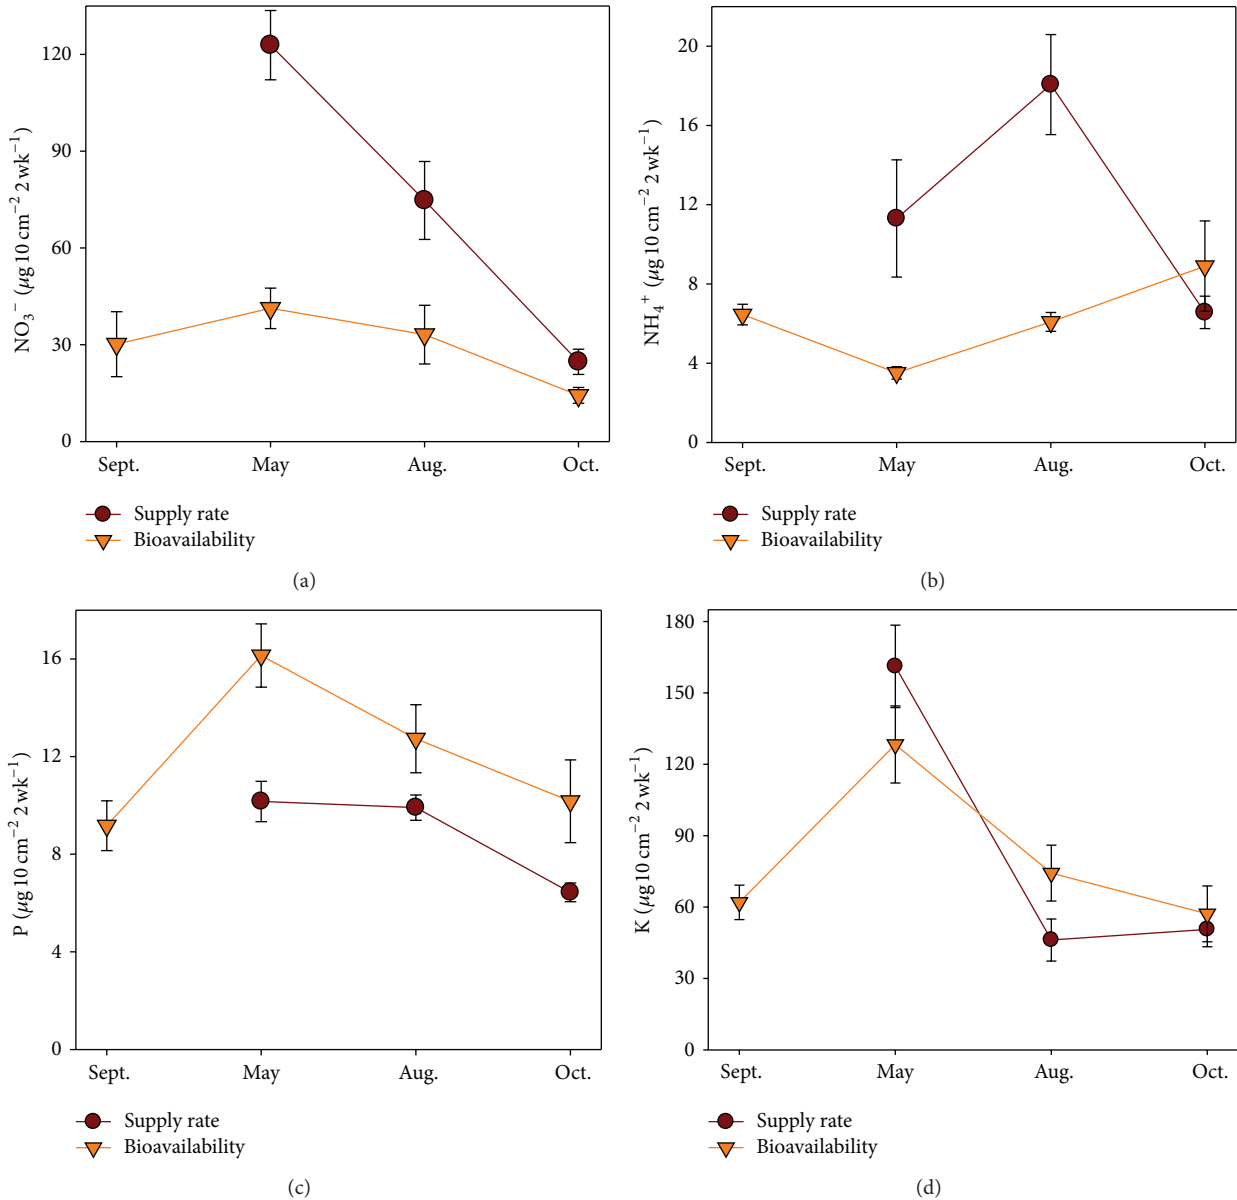 NO₃⁻ (μg 10 cm⁻² 2 wk⁻¹)
120
90
60
30
0
Sept. May Aug. Oct.
Supply rate
Bioavailability
(a)
NH₄⁺ (μg 10 cm⁻² 2 wk⁻¹)
20
16
12
8
4
0
Sept. May Aug. Oct.
Supply rate
Bioavailability
(b)
P (μg 10 cm⁻² 2 wk⁻¹)
16
12
8
4
0
Sept. May Aug. Oct.
Supply rate
Bioavailability
(c)
K (μg 10 cm⁻² 2 wk⁻¹)
180
150
120
90
60
30
0
Sept. May Aug. Oct.
Supply rate
Bioavailability
(d)